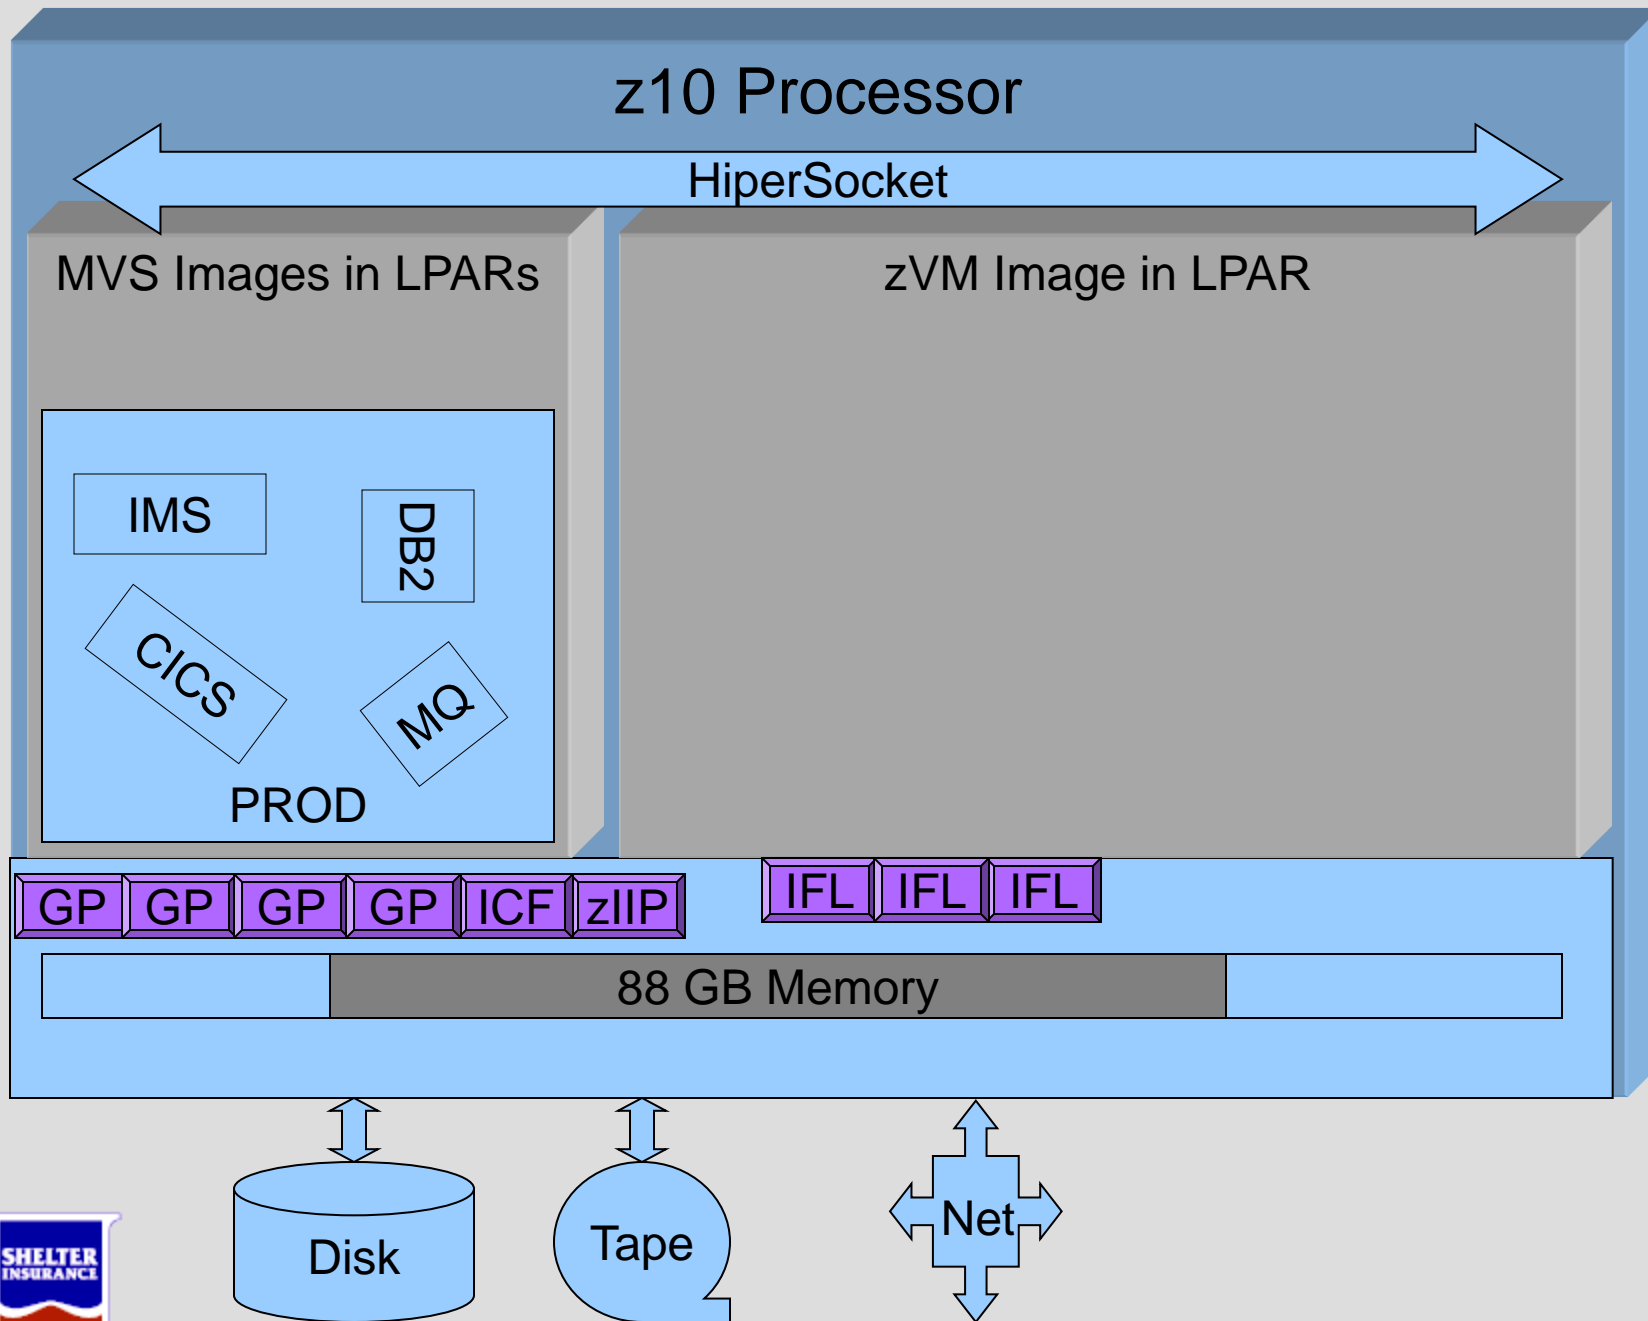 z10 Processor
HiperSocket
MVS Images in LPARs
zVM Image in LPAR
IMS
DB2
CICS
MQ
PROD
GP GP GP GP ICF zIIP
IFL IFL IFL
88 GB Memory
Disk
Tape
Net
SHELTER
INSURANCE